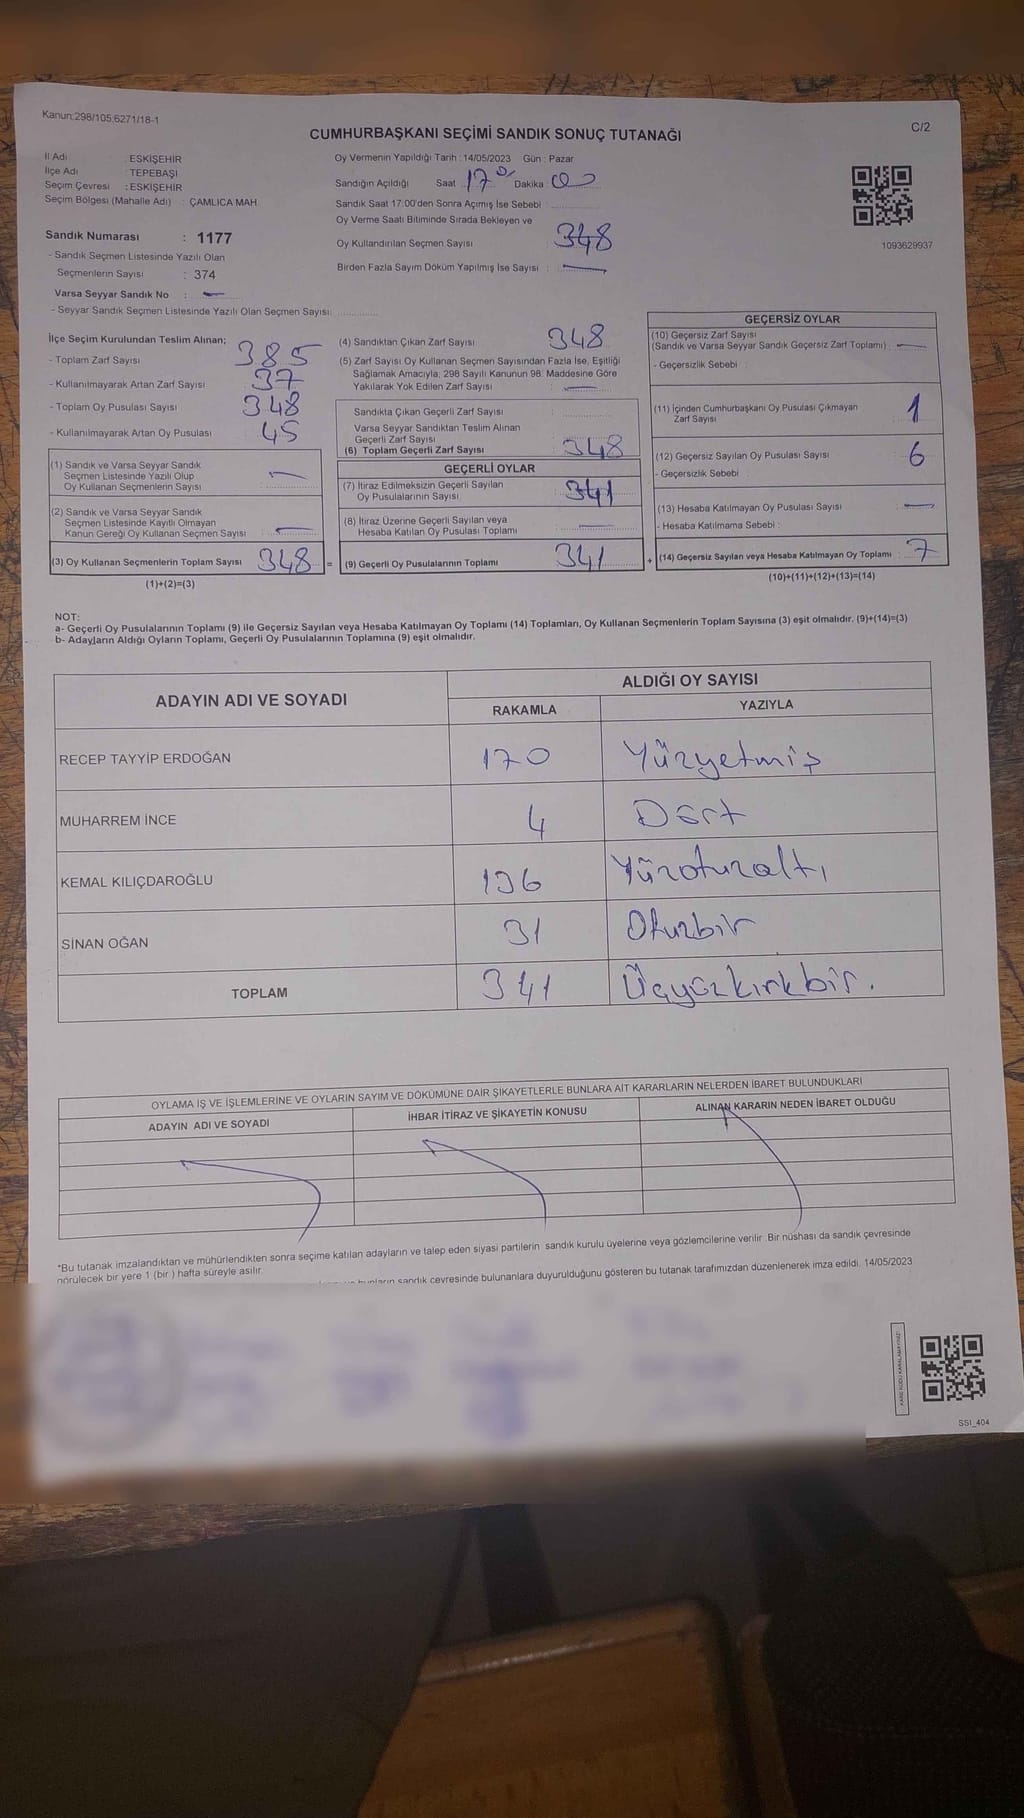 Kanun:298/105,6271/18-1
C/2
CUMHURBAŞKANI SEÇİMİ SANDIK SONUÇ TUTANAĞI
İl Adı : ESKİŞEHİR
İlçe Adı : TEPEBAŞI
Seçim Çevresi : ESKİŞEHİR
Seçim Bölgesi (Mahalle Adı) : ÇAMLICA MAH.
Oy Vermenin Yapıldığı Tarih : 14/05/2023 Gün : Pazar
Sandığın Açıldığı Saat 17 Dakika 00
Sandık Saat 17:00'den Sonra Açımış İse Sebebi :
Oy Verme Saati Bitiminde Sırada Bekleyen ve
Oy Kullandırılan Seçmen Sayısı : 348
Birden Fazla Sayım Döküm Yapılmış İse Sayısı : —
1093629937
Sandık Numarası : 1177
- Sandık Seçmen Listesinde Yazılı Olan
Seçmenlerin Sayısı : 374
Varsa Seyyar Sandık No : —
- Seyyar Sandık Seçmen Listesinde Yazılı Olan Seçmen Sayısı:
İlçe Seçim Kurulundan Teslim Alınan;
- Toplam Zarf Sayısı 385
- Kullanılmayarak Artan Zarf Sayısı 37
- Toplam Oy Pusulası Sayısı 348
- Kullanılmayarak Artan Oy Pusulası 45
(1) Sandık ve Varsa Seyyar Sandık
Seçmen Listesinde Yazılı Olup
Oy Kullanan Seçmenlerin Sayısı —
(2) Sandık ve Varsa Seyyar Sandık
Seçmen Listesinde Kayıtlı Olmayan
Kanun Gereği Oy Kullanan Seçmen Sayısı —
(3) Oy Kullanan Seçmenlerin Toplam Sayısı 348 =
(1)+(2)=(3)
(4) Sandıktan Çıkan Zarf Sayısı 348
(5) Zarf Sayısı Oy Kullanan Seçmen Sayısından Fazla İse, Eşitliği
Sağlamak Amacıyla, 298 Sayılı Kanunun 98. Maddesine Göre
Yakılarak Yok Edilen Zarf Sayısı —
Sandıkta Çıkan Geçerli Zarf Sayısı
Varsa Seyyar Sandıktan Teslim Alınan
Geçerli Zarf Sayısı
(6) Toplam Geçerli Zarf Sayısı 348
GEÇERLİ OYLAR
(7) İtiraz Edilmeksizin Geçerli Sayılan
Oy Pusulalarının Sayısı 341
(8) İtiraz Üzerine Geçerli Sayılan veya
Hesaba Katılan Oy Pusulası Toplamı —
(9) Geçerli Oy Pusulalarının Toplamı 341 +
GEÇERSİZ OYLAR
(10) Geçersiz Zarf Sayısı
(Sandık ve Varsa Seyyar Sandık Geçersiz Zarf Toplamı) : —
- Geçersizlik Sebebi :
(11) İçinden Cumhurbaşkanı Oy Pusulası Çıkmayan
Zarf Sayısı 1
(12) Geçersiz Sayılan Oy Pusulası Sayısı : 6
- Geçersizlik Sebebi
(13) Hesaba Katılmayan Oy Pusulası Sayısı : —
- Hesaba Katılmama Sebebi :
(14) Geçersiz Sayılan veya Hesaba Katılmayan Oy Toplamı 7
(10)+(11)+(12)+(13)=(14)
NOT:
a- Geçerli Oy Pusulalarının Toplamı (9) ile Geçersiz Sayılan veya Hesaba Katılmayan Oy Toplamı (14) Toplamları, Oy Kullanan Seçmenlerin Toplam Sayısına (3) eşit olmalıdır. (9)+(14)=(3)
b- Adayların Aldığı Oyların Toplamı, Geçerli Oy Pusulalarının Toplamına (9) eşit olmalıdır.
ADAYIN ADI VE SOYADI
ALDIĞI OY SAYISI
RAKAMLA YAZIYLA
RECEP TAYYİP ERDOĞAN 170 Yüzyetmiş
MUHARREM İNCE 4 Dört
KEMAL KILIÇDAROĞLU 136 Yüzotuzaltı
SİNAN OĞAN 31 Otuzbir
TOPLAM 341 Üçyüzkırkbir.
OYLAMA İŞ VE İŞLEMLERİNE VE OYLARIN SAYIM VE DÖKÜMÜNE DAİR ŞİKAYETLERLE BUNLARA AİT KARARLARIN NELERDEN İBARET BULUNDUKLARI
ADAYIN ADI VE SOYADI İHBAR İTİRAZ VE ŞİKAYETİN KONUSU ALINAN KARARIN NEDEN İBARET OLDUĞU
*Bu tutanak imzalandıktan ve mühürlendikten sonra seçime katılan adayların ve talep eden siyasi partilerin sandık kurulu üyelerine veya gözlemcilerine verilir. Bir nüshası da sandık çevresinde
görülecek bir yere 1 (bir ) hafta süreyle asılır.
sandık çevresinde bulunanlara duyurulduğunu gösteren bu tutanak tarafımızdan düzenlenerek imza edildi. 14/05/2023
KARE KODU KARALAMAYINIZ!
SSI_404